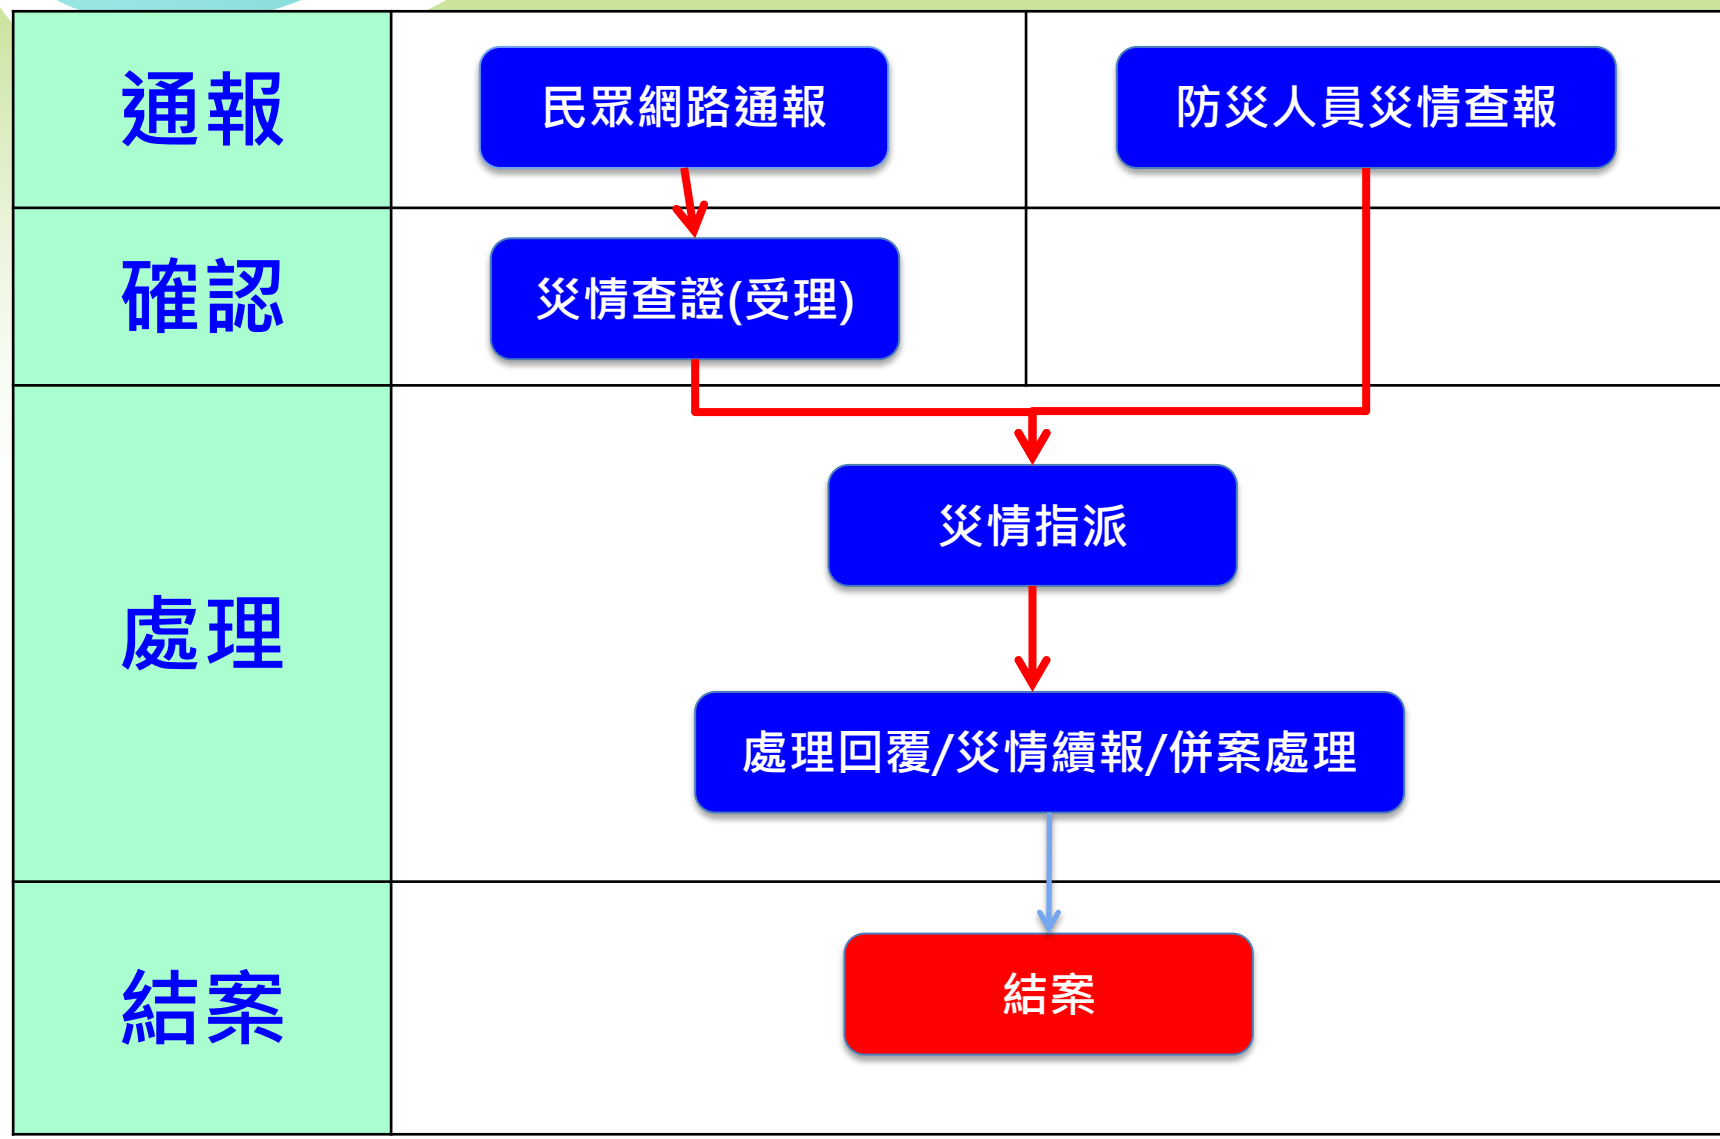 通報
民眾網路通報
防災人員災情查報
確認
災情查證(受理)
處理
災情指派
處理回覆/災情續報/併案處理
結案
結案